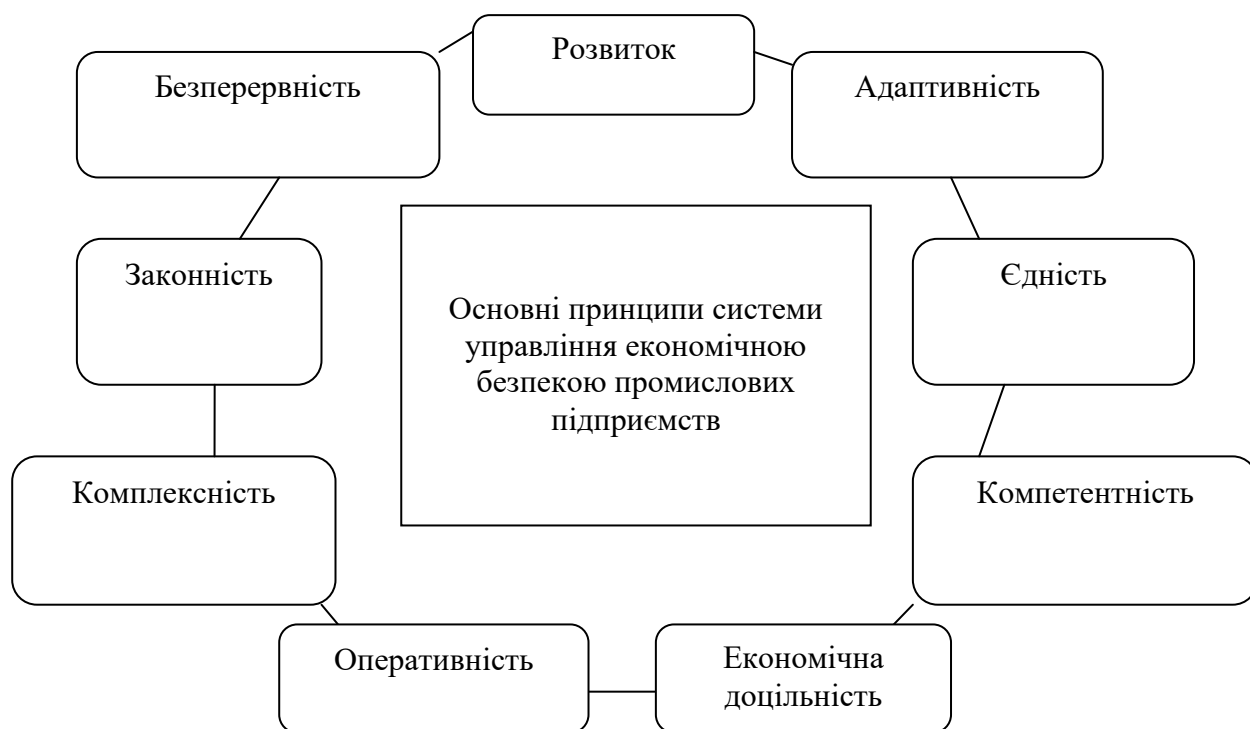 Розвиток
Безперервність
Адаптивність
Законність
Єдність
Основні принципи системи
управління економічною
безпекою промислових
підприємств
Комплексність
Компетентність
Оперативність
Економічна
доцільність